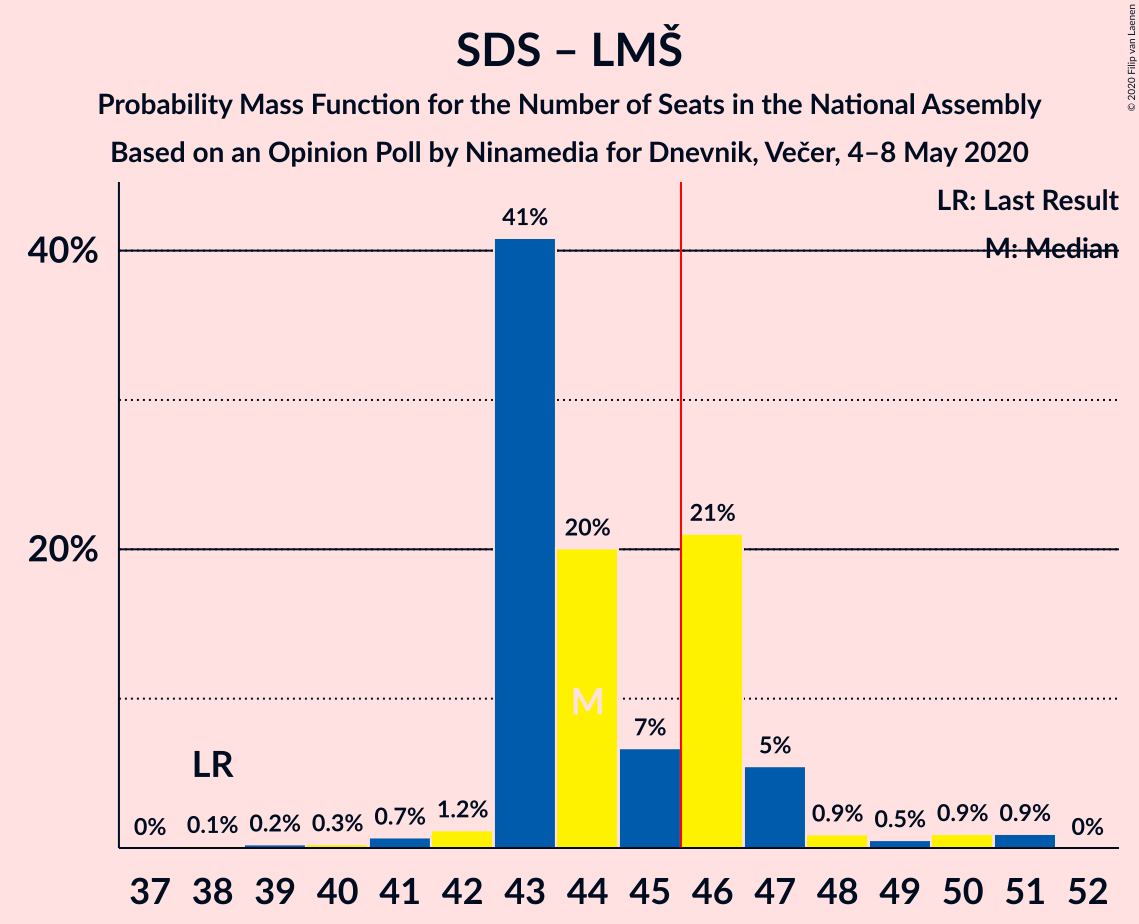 SDS – LMŠ
Probability Mass Function for the Number of Seats in the National Assembly
Based on an Opinion Poll by Ninamedia for Dnevnik, Večer, 4–8 May 2020
© 2020 Filip van Laenen
LR: Last Result
M: Median
40%
20%
41%
20%
21%
M
7%
5%
LR
0%
0.1%
0.2%
0.3%
0.7%
1.2%
0.9%
0.5%
0.9%
0.9%
0%
37 38 39 40 41 42 43 44 45 46 47 48 49 50 51 52